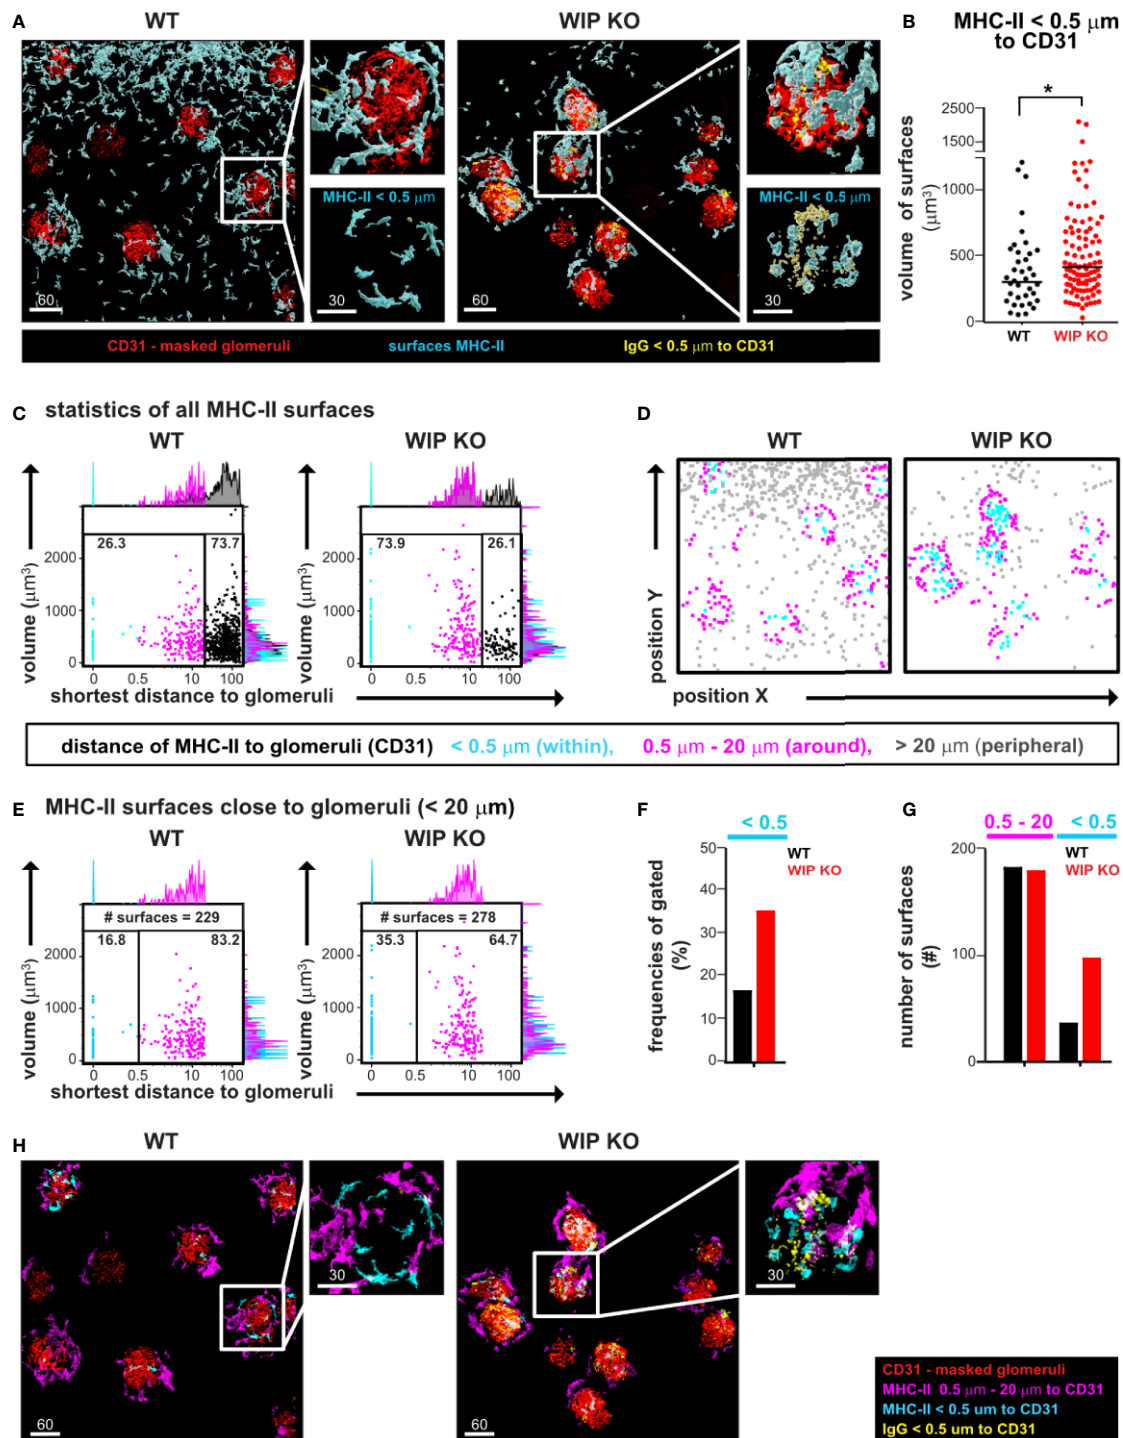 A
WT
WIP KO
MHC-II < 0.5 μm
MHC-II < 0.5 μm
60
30
60
30
CD31 - masked glomeruli
surfaces MHC-II
IgG < 0.5 μm to CD31
B
MHC-II < 0.5 μm
to CD31
*
volume of surfaces
(μm³)
2500
1500
1000
500
0
WT
WIP KO
C
statistics of all MHC-II surfaces
WT
WIP KO
volume (μm³)
2000
1000
0
26.3
73.7
0
0.5
10
100
volume (μm³)
2000
1000
0
73.9
26.1
0
0.5
10
100
shortest distance to glomeruli
D
WT
WIP KO
position Y
position X
distance of MHC-II to glomeruli (CD31) < 0.5 μm (within), 0.5 μm - 20 μm (around), > 20 μm (peripheral)
E
MHC-II surfaces close to glomeruli (< 20 μm)
WT
WIP KO
volume (μm³)
2000
1000
0
# surfaces = 229
16.8
83.2
0
0.5
10
100
volume (μm³)
2000
1000
0
# surfaces = 278
35.3
64.7
0
0.5
10
100
shortest distance to glomeruli
F
< 0.5
WT
WIP KO
frequencies of gated
(%)
50
40
30
20
10
0
G
0.5 - 20
< 0.5
WT
WIP KO
number of surfaces
(#)
200
100
0
H
WT
WIP KO
60
30
60
30
CD31 - masked glomeruli
MHC-II 0.5 μm - 20 μm to CD31
MHC-II < 0.5 um to CD31
IgG < 0.5 um to CD31